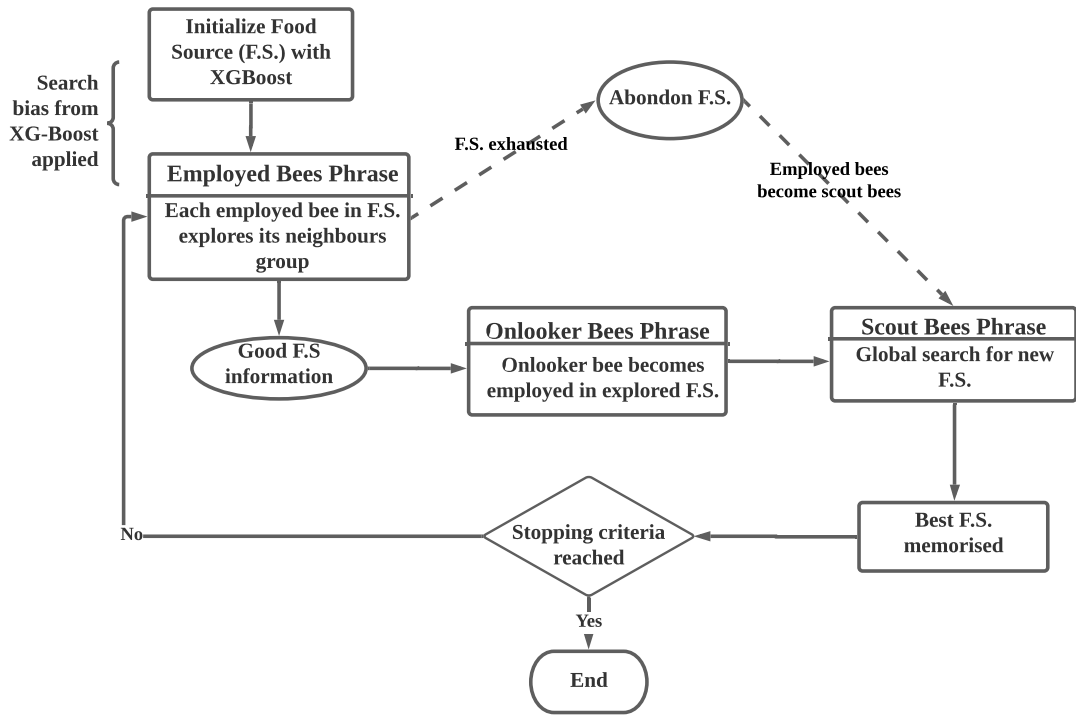 Initialize Food
Source (F.S.) with
XGBoost
Search
bias from
XG-Boost
applied
Abondon F.S.
F.S. exhausted
Employed bees
become scout bees
Employed Bees Phrase
Each employed bee in F.S.
explores its neighbours
group
Good F.S
information
Onlooker Bees Phrase
Onlooker bee becomes
employed in explored F.S.
Scout Bees Phrase
Global search for new
F.S.
Best F.S.
memorised
Stopping criteria
reached
No
Yes
End